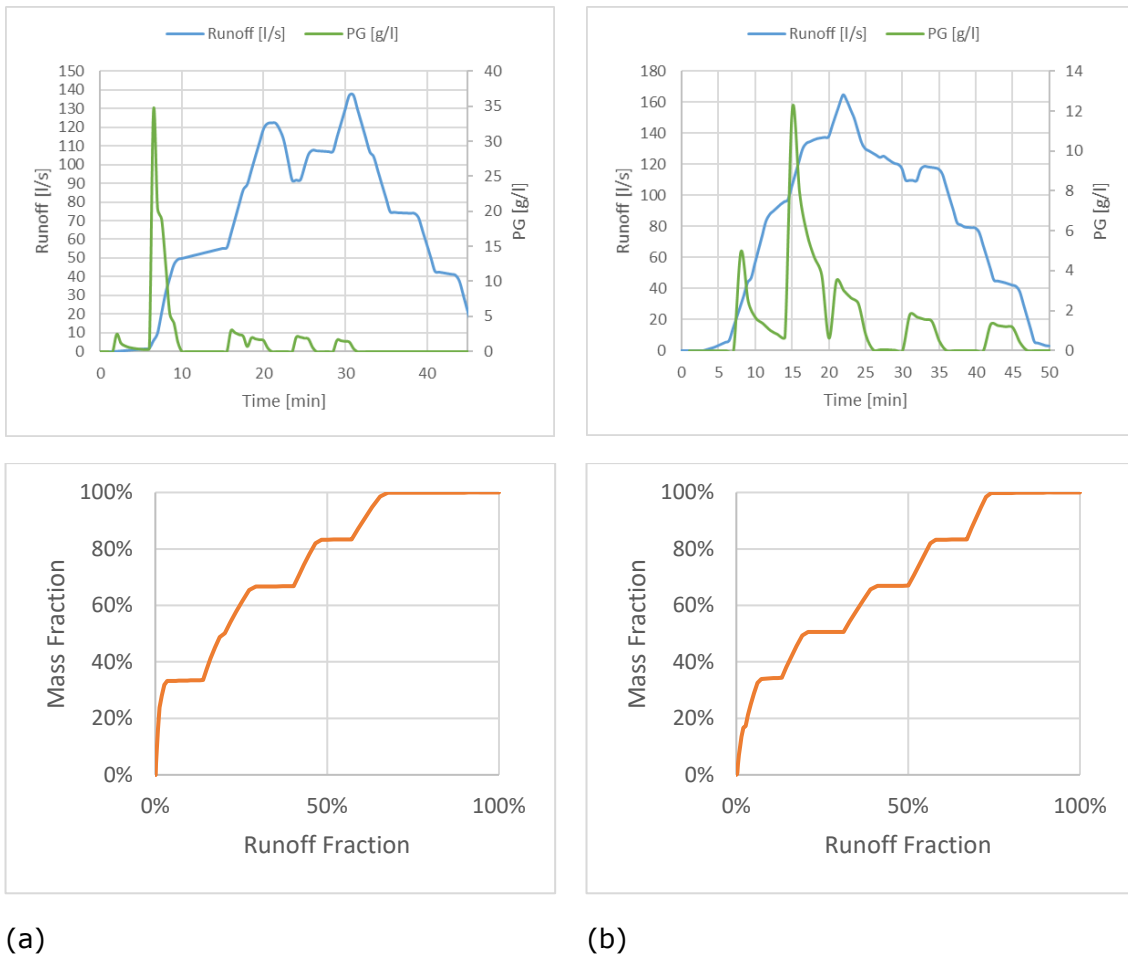 Runoff [l/s] PG [g/l]
150 40
140
130 35
120
110 30
100
90 25
80
70 20
60 15
50
40 10
30
20 5
10
0 0
0 10 20 30 40
Runoff [l/s]
PG [g/l]
Time [min]
Runoff [l/s] PG [g/l]
180 14
160 12
140
120 10
100 8
80 6
60 4
40
20 2
0 0
0 5 10 15 20 25 30 35 40 45 50
Runoff [l/s]
PG [g/l]
Time [min]
100%
80%
60%
40%
20%
0%
0% 50% 100%
Mass Fraction
Runoff Fraction
100%
80%
60%
40%
20%
0%
0% 50% 100%
Mass Fraction
Runoff Fraction
(a) (b)